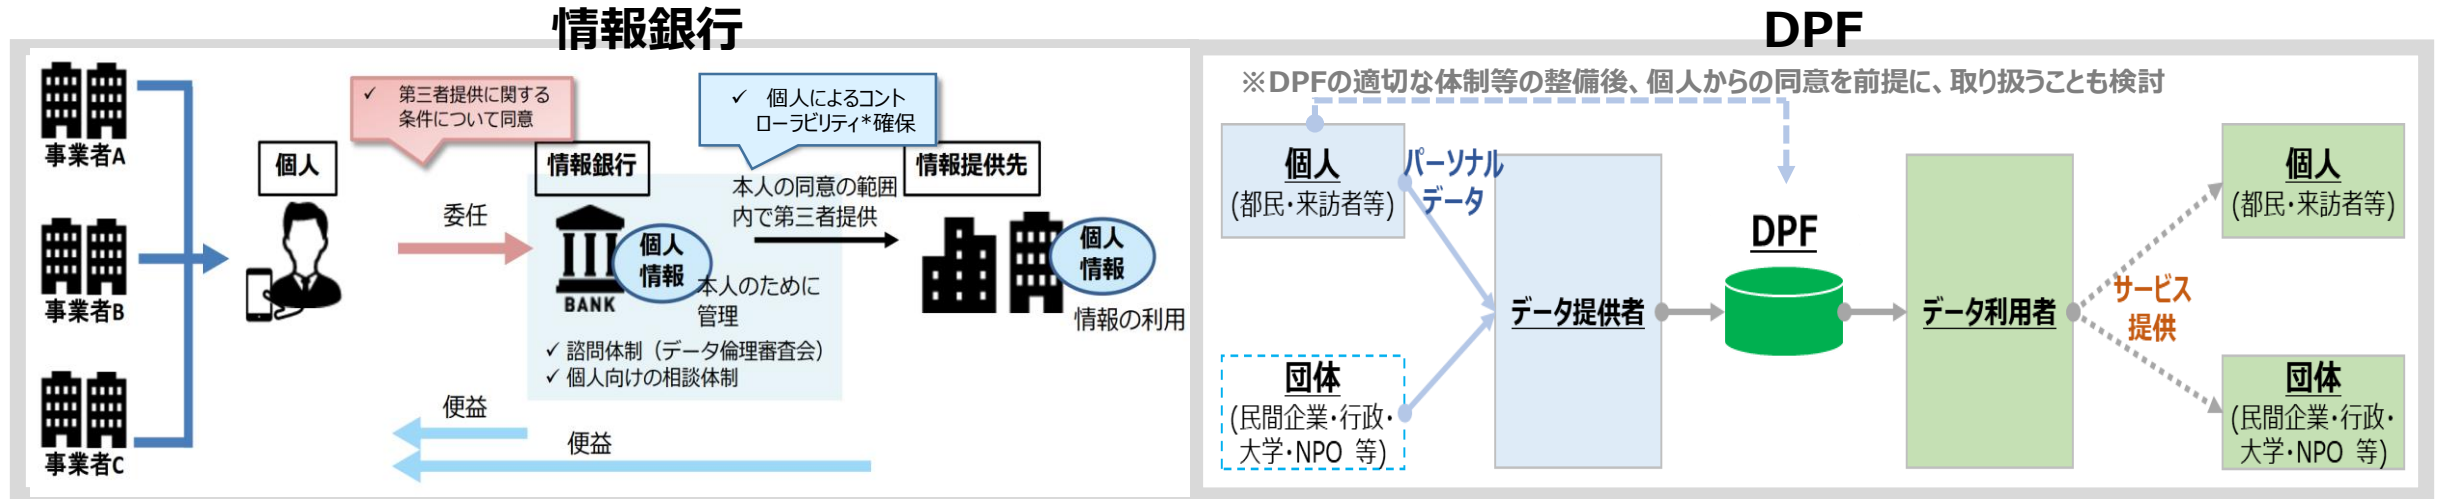 情報銀行
事業者A
事業者B
事業者C
個人
✓ 第三者提供に関する
条件について同意
委任
情報銀行
BANK
個人
情報
本人のために
管理
✓ 諮問体制（データ倫理審査会）
✓ 個人向けの相談体制
✓ 個人によるコント
ローラビリティ*確保
本人の同意の範囲
内で第三者提供
情報提供先
個人
情報
情報の利用
便益
便益
DPF
※DPFの適切な体制等の整備後、個人からの同意を前提に、取り扱うことも検討
個人
(都民・来訪者等)
パーソナル
データ
団体
(民間企業・行政・
大学・NPO 等)
データ提供者
DPF
データ利用者
サービス
提供
個人
(都民・来訪者等)
団体
(民間企業・行政・
大学・NPO 等)